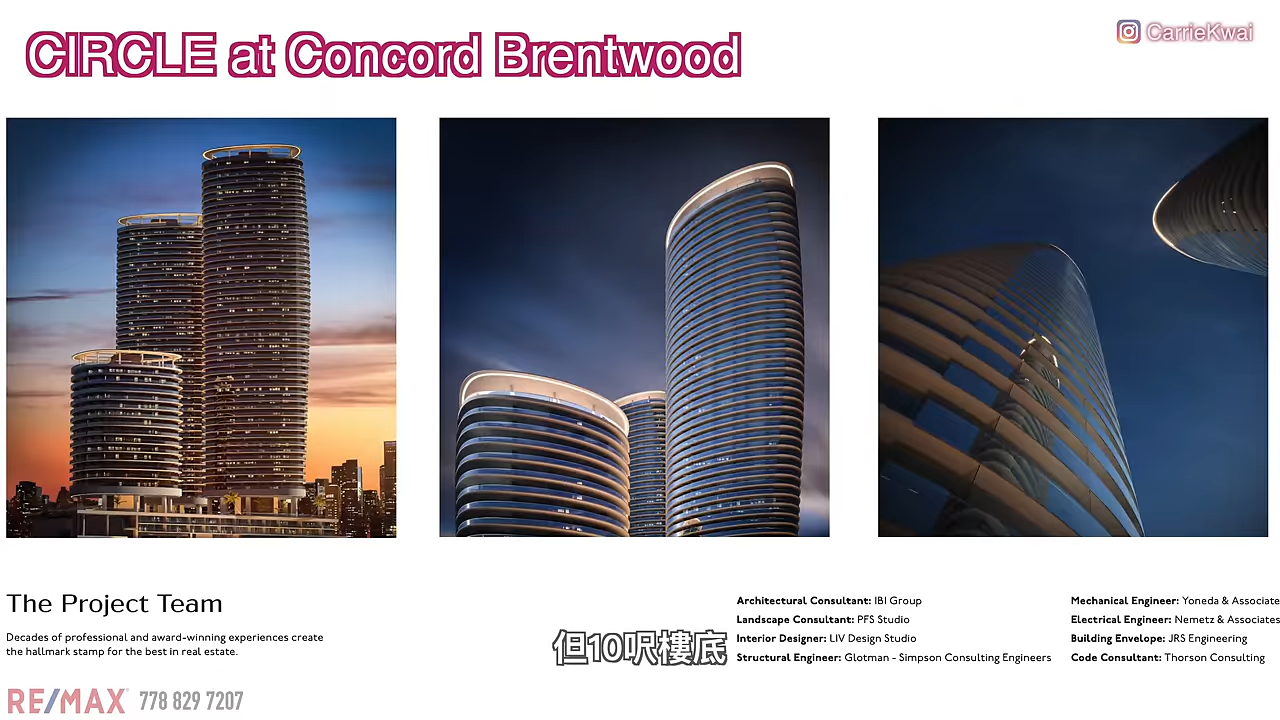 CIRCLE at Concord Brentwood
CarrieKwai
The Project Team
Decades of professional and award-winning experiences create
the hallmark stamp for the best in real estate.
但10呎樓底
Architectural Consultant: IBI Group
Landscape Consultant: PFS Studio
Interior Designer: LIV Design Studio
Structural Engineer: Glotman - Simpson Consulting Engineers
Mechanical Engineer: Yoneda & Associate
Electrical Engineer: Nemetz & Associates
Building Envelope: JRS Engineering
Code Consultant: Thorson Consulting
RE/MAX 778 829 7207